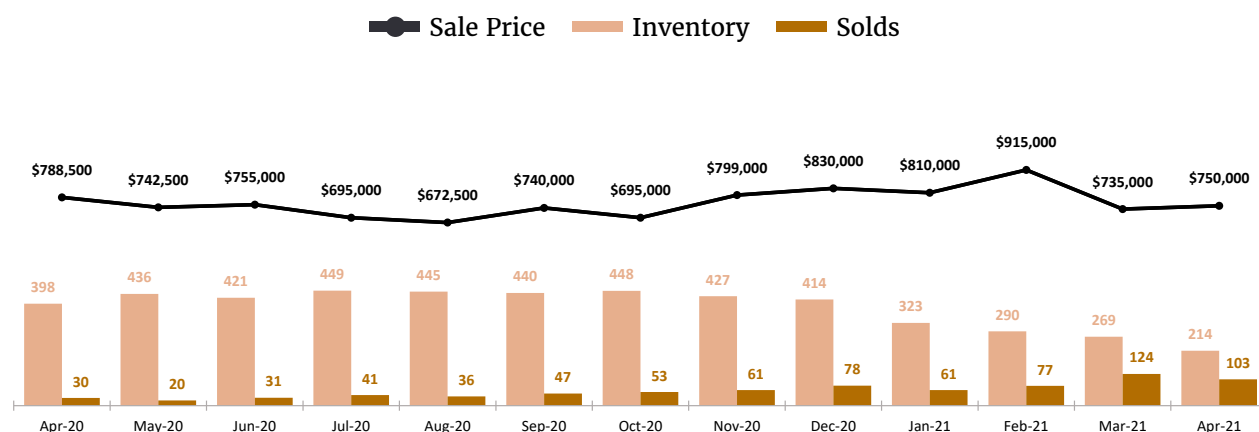 Sale Price Inventory Solds
$788,500 $742,500 $755,000 $695,000 $672,500 $740,000 $695,000 $799,000 $830,000 $810,000 $915,000 $735,000 $750,000
398 436 421 449 445 440 448 427 414 323 290 269 214
30 20 31 41 36 47 53 61 78 61 77 124 103
Apr-20 May-20 Jun-20 Jul-20 Aug-20 Sep-20 Oct-20 Nov-20 Dec-20 Jan-21 Feb-21 Mar-21 Apr-21